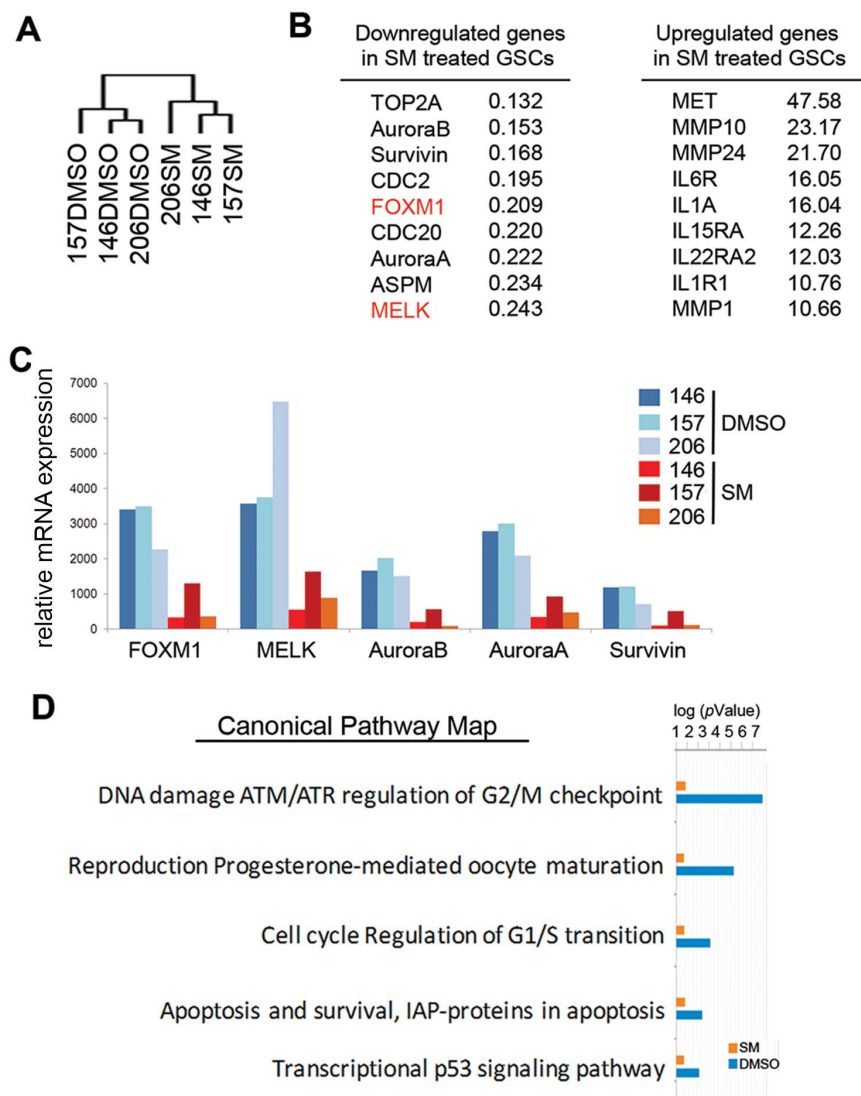 A
157DMSO
146DMSO
206DMSO
206SM
146SM
157SM
B
Downregulated genes
in SM treated GSCs
TOP2A 0.132
AuroraB 0.153
Survivin 0.168
CDC2 0.195
FOXM1 0.209
CDC20 0.220
AuroraA 0.222
ASPM 0.234
MELK 0.243
Upregulated genes
in SM treated GSCs
MET 47.58
MMP10 23.17
MMP24 21.70
IL6R 16.05
IL1A 16.04
IL15RA 12.26
IL22RA2 12.03
IL1R1 10.76
MMP1 10.66
C
relative mRNA expression
7000
6000
5000
4000
3000
2000
1000
0
FOXM1 MELK AuroraB AuroraA Survivin
146
157 DMSO
206
146
157 SM
206
D
Canonical Pathway Map
log (pValue)
1 2 3 4 5 6 7
DNA damage ATM/ATR regulation of G2/M checkpoint
Reproduction Progesterone-mediated oocyte maturation
Cell cycle Regulation of G1/S transition
Apoptosis and survival, IAP-proteins in apoptosis
Transcriptional p53 signaling pathway
SM
DMSO